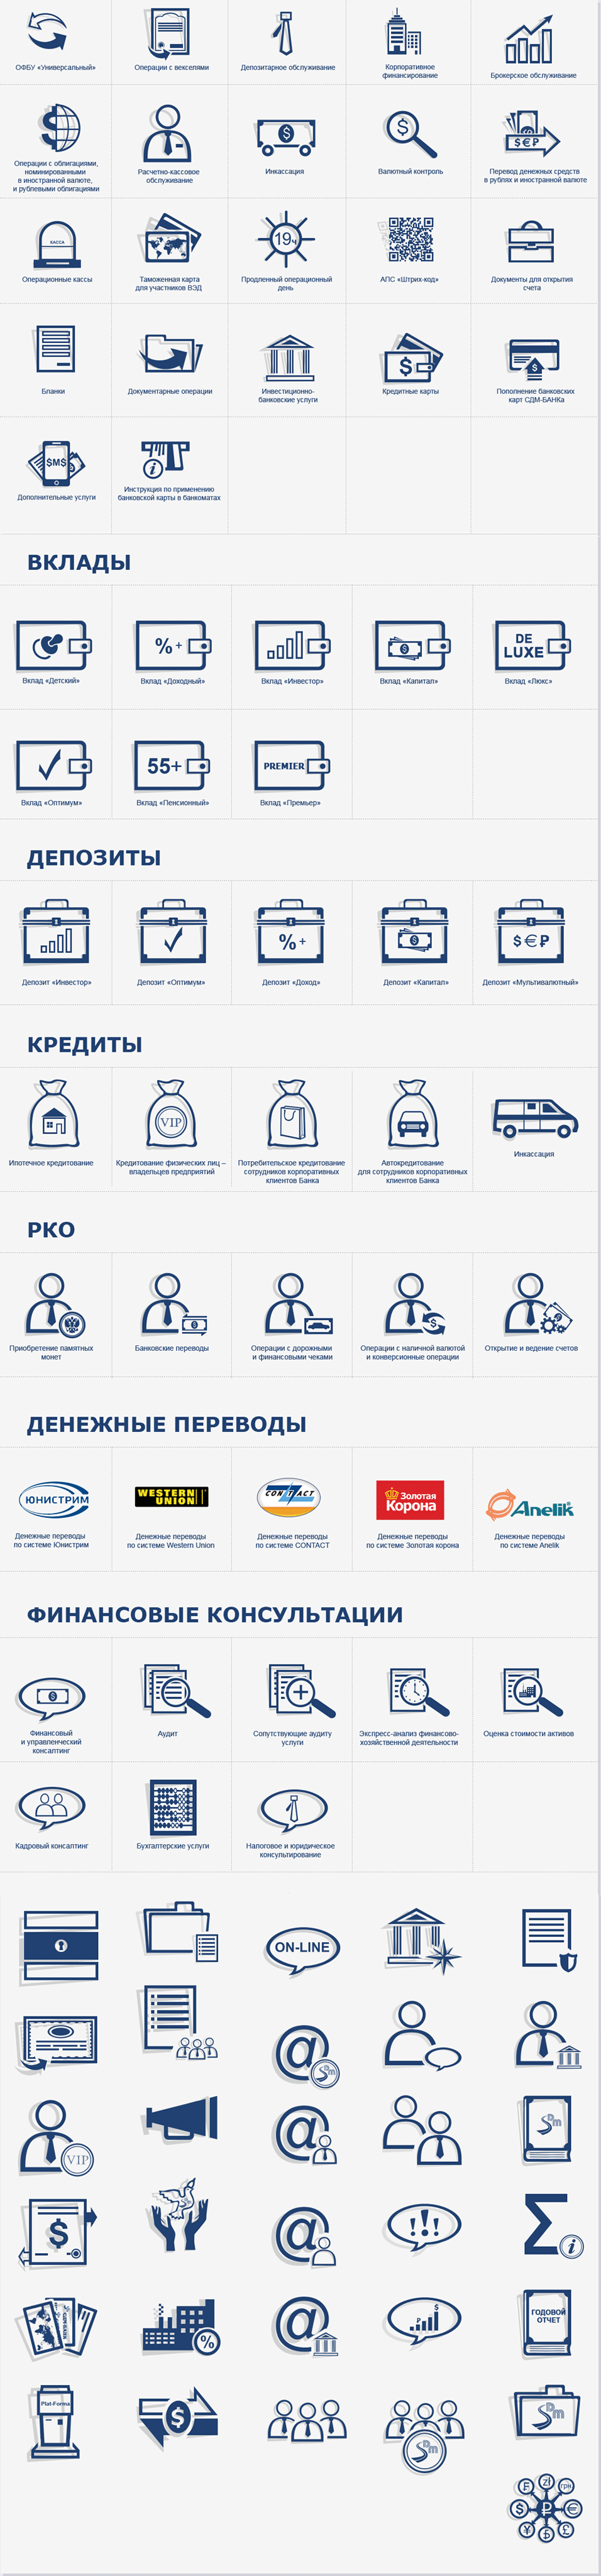 ОФБУ «Универсальный»
Операции с векселями
Депозитарное обслуживание
Корпоративное
финансирование
Брокерское обслуживание
Операции с облигациями,
номинированными
в иностранной валюте,
и рублевыми облигациями
Расчетно-кассовое
обслуживание
Инкассация
Валютный контроль
$€₽
Перевод денежных средств
в рублях и иностранной валюте
КАССА
Операционные кассы
Таможенная карта
для участников ВЭД
19ч
Продленный операционный
день
АПС «Штрих-код»
Документы для открытия
счета
Бланки
Документарные операции
Инвестиционно-
банковские услуги
Кредитные карты
Пополнение банковских
карт СДМ-БАНКа
$M$
Дополнительные услуги
Инструкция по применению
банковской карты в банкоматах
ВКЛАДЫ
Вклад «Детский»
%+
Вклад «Доходный»
Вклад «Инвестор»
Вклад «Капитал»
DE
LUXE
Вклад «Люкс»
Вклад «Оптимум»
55+
Вклад «Пенсионный»
PREMIER
Вклад «Премьер»
ДЕПОЗИТЫ
Депозит «Инвестор»
Депозит «Оптимум»
%+
Депозит «Доход»
Депозит «Капитал»
$€₽
Депозит «Мультивалютный»
КРЕДИТЫ
Ипотечное кредитование
VIP
Кредитование физических лиц –
владельцев предприятий
Потребительское кредитование
сотрудников корпоративных
клиентов Банка
Автокредитование
для сотрудников корпоративных
клиентов Банка
Инкассация
РКО
Приобретение памятных
монет
Банковские переводы
Операции с дорожными
и финансовыми чеками
Операции с наличной валютой
и конверсионные операции
Открытие и ведение счетов
ДЕНЕЖНЫЕ ПЕРЕВОДЫ
ЮНИСТРИМ
Денежные переводы
по системе Юнистрим
WESTERN
UNION
Денежные переводы
по системе Western Union
CONTACT
Денежные переводы
по системе CONTACT
Золотая
Корона
Денежные переводы
по системе Золотая корона
Anelik
Денежные переводы
по системе Anelik
ФИНАНСОВЫЕ КОНСУЛЬТАЦИИ
Финансовый
и управленческий
консалтинг
Аудит
Сопутствующие аудиту
услуги
Экспресс-анализ финансово-
хозяйственной деятельности
Оценка стоимости активов
Кадровый консалтинг
Бухгалтерские услуги
Налоговое и юридическое
консультирование
ON-LINE
VIP
ГОДОВОЙ
ОТЧЕТ
Plat-Forma